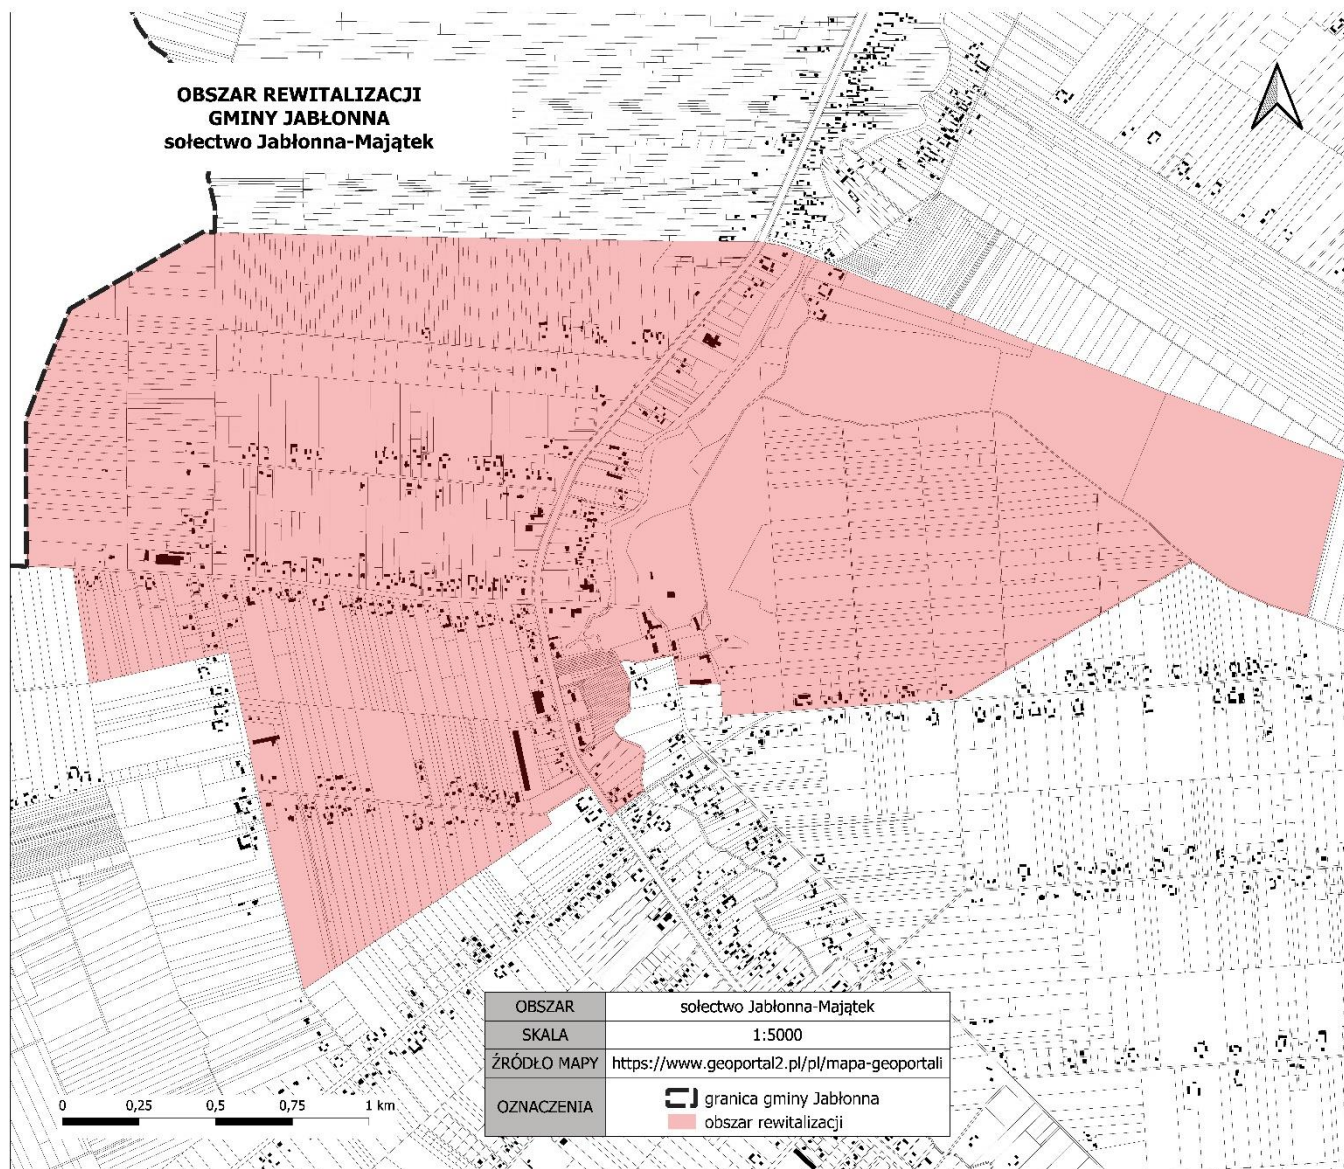 OBSZAR REWITALIZACJI
GMINY JABŁONNA
sołectwo Jabłonna-Majątek
OBSZAR sołectwo Jabłonna-Majątek
SKALA 1:5000
ŹRÓDŁO MAPY https://www.geoportal2.pl/pl/mapa-geoportali
OZNACZENIA granica gminy Jabłonna
obszar rewitalizacji
0 0,25 0,5 0,75 1 km